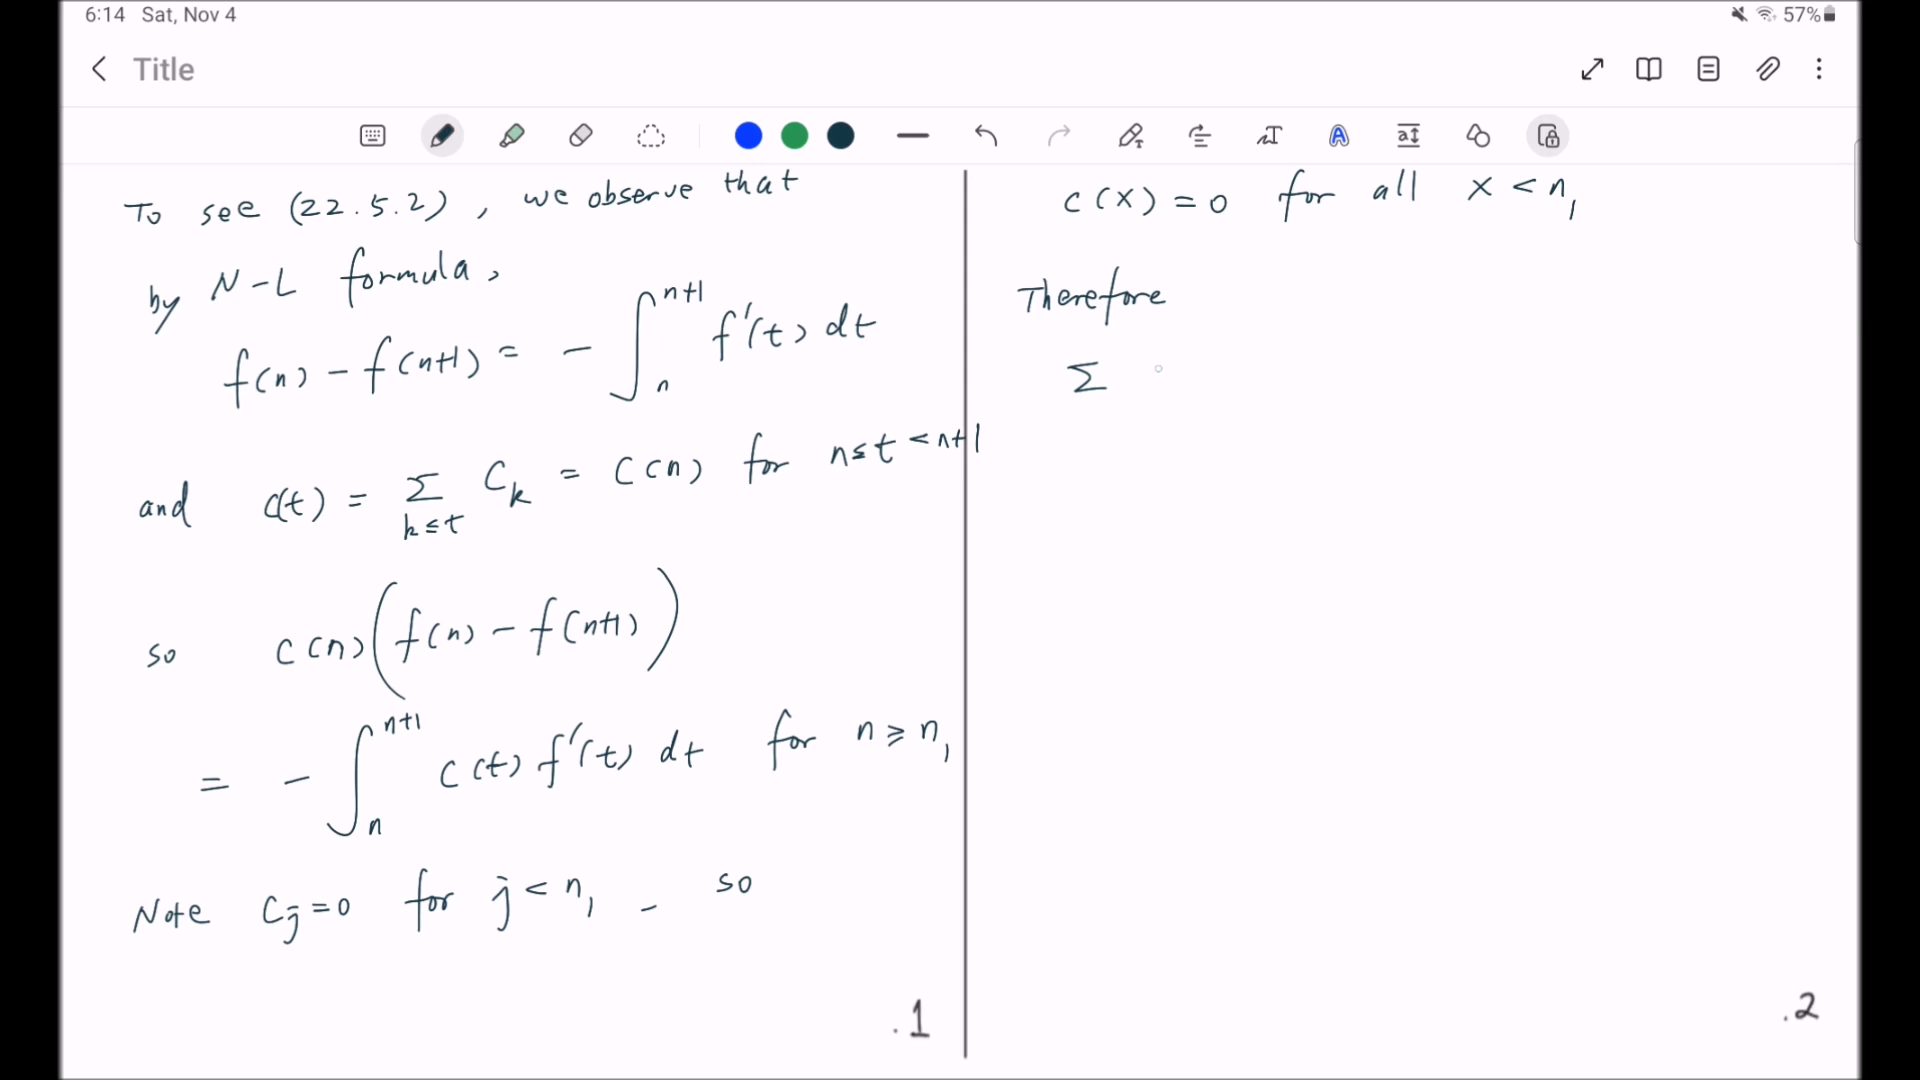 6:14 Sat, Nov 4
57%
Title
To see (22.5.2), we observe that
by N-L formula,
f(n) - f(n+1) = - ∫_n^{n+1} f'(t) dt
and C(t) = Σ_{k≤t} C_k = C(n) for n≤t<n+1
so C(n)(f(n) - f(n+1))
= - ∫_n^{n+1} C(t) f'(t) dt for n ≥ n_1
Note C_j=0 for j < n_1 - so
.1
C(x) = 0 for all x < n_1
Therefore
Σ
.2